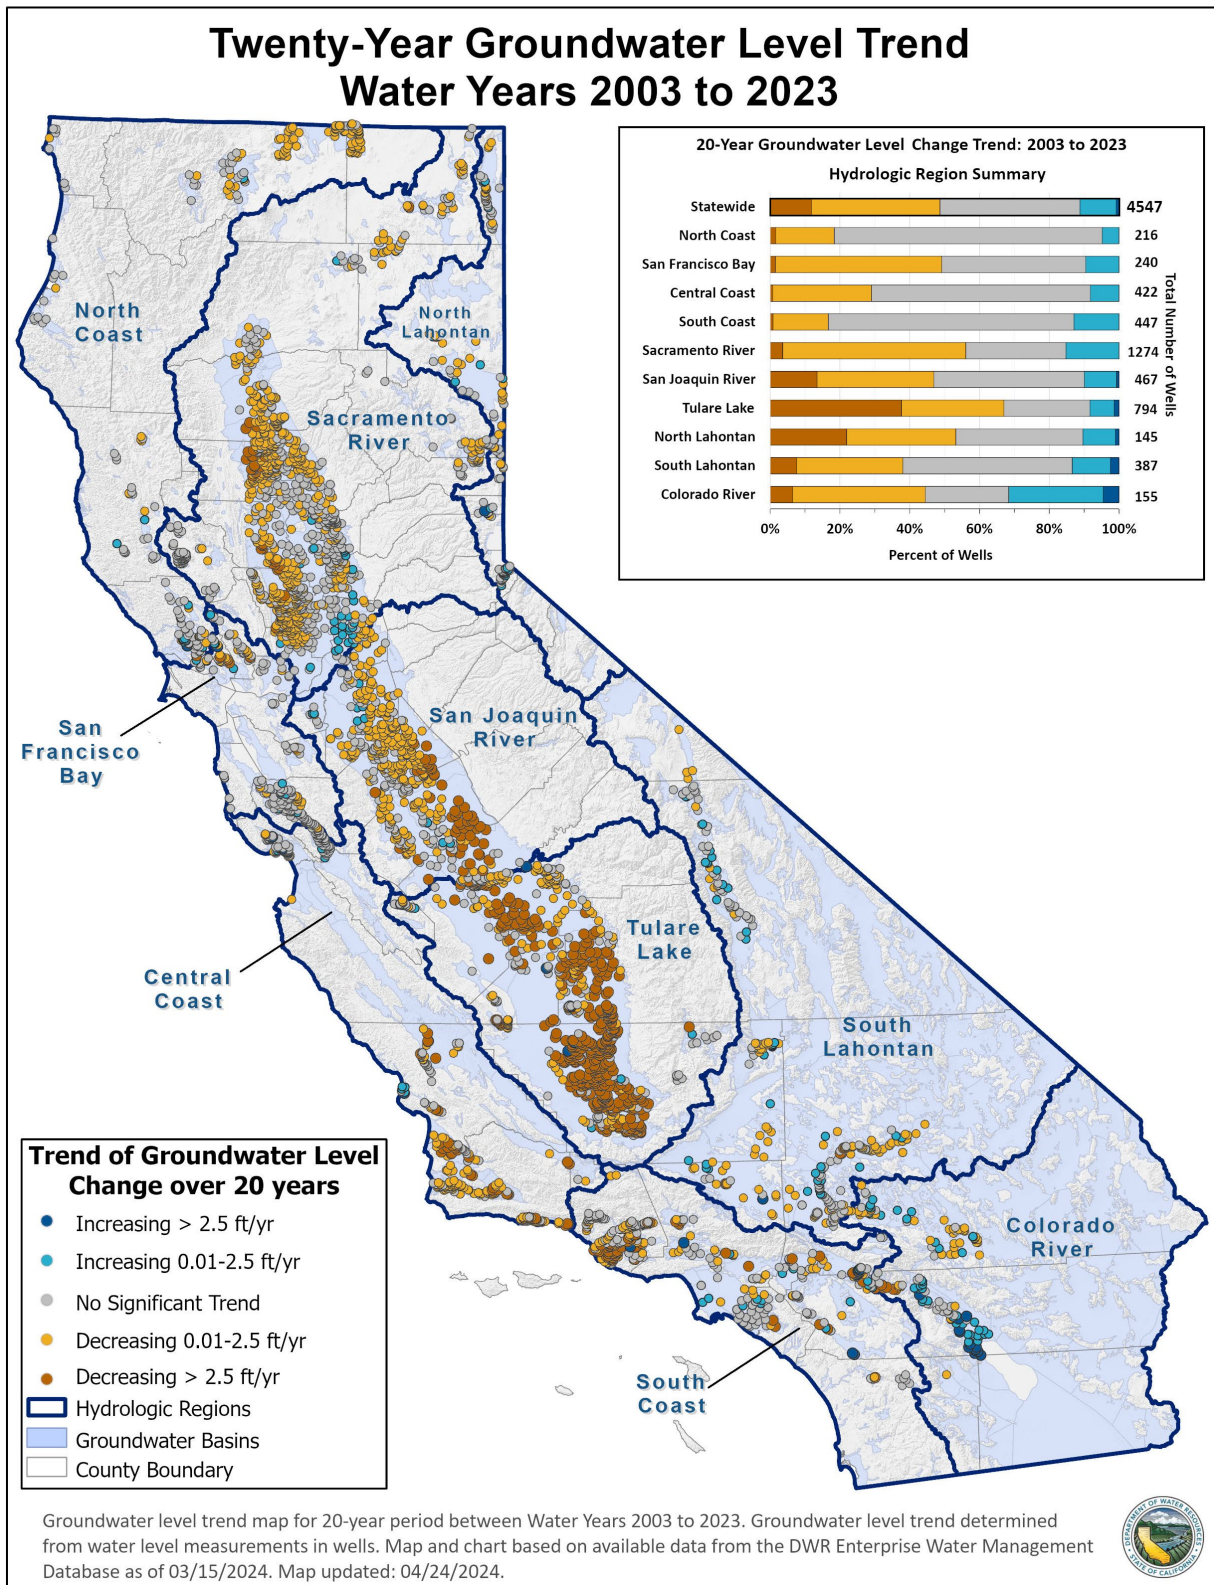 Twenty-Year Groundwater Level Trend
Water Years 2003 to 2023
20-Year Groundwater Level Change Trend: 2003 to 2023
Hydrologic Region Summary
Statewide 4547
North Coast 216
San Francisco Bay 240
Central Coast 422
South Coast 447
Sacramento River 1274
San Joaquin River 467
Tulare Lake 794
North Lahontan 145
South Lahontan 387
Colorado River 155
Total Number of Wells
0% 20% 40% 60% 80% 100%
Percent of Wells
North
Coast
North
Lahontan
Sacramento
River
San Joaquin
River
San
Francisco
Bay
Tulare
Lake
Central
Coast
South
Lahontan
Colorado
River
South
Coast
Trend of Groundwater Level
Change over 20 years
Increasing > 2.5 ft/yr
Increasing 0.01-2.5 ft/yr
No Significant Trend
Decreasing 0.01-2.5 ft/yr
Decreasing > 2.5 ft/yr
Hydrologic Regions
Groundwater Basins
County Boundary
Groundwater level trend map for 20-year period between Water Years 2003 to 2023. Groundwater level trend determined
from water level measurements in wells. Map and chart based on available data from the DWR Enterprise Water Management
Database as of 03/15/2024. Map updated: 04/24/2024.
DEPARTMENT OF WATER RESOURCES
STATE OF CALIFORNIA